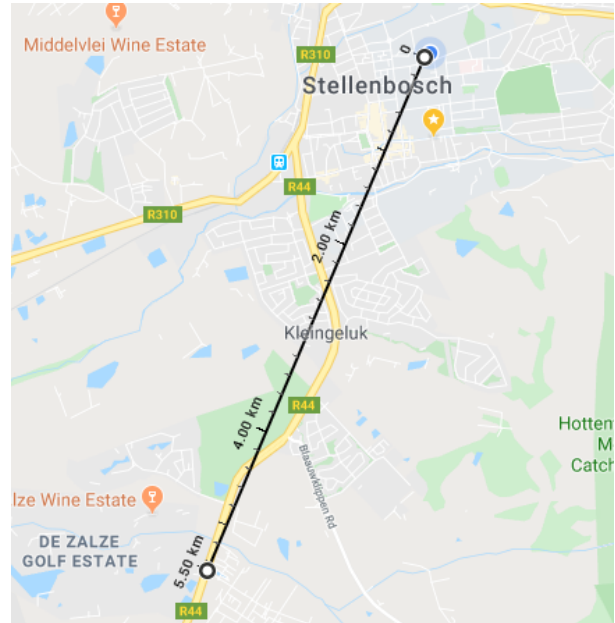 Middelvlei Wine Estate
R310
0
Stellenbosch
R44
R310
2.00 km
Kleingeluk
R44
4.00 km
Hotten
M
Catch
Blaauwklippen Rd
lze Wine Estate
DE ZALZE
GOLF ESTATE
5.50 km
R44